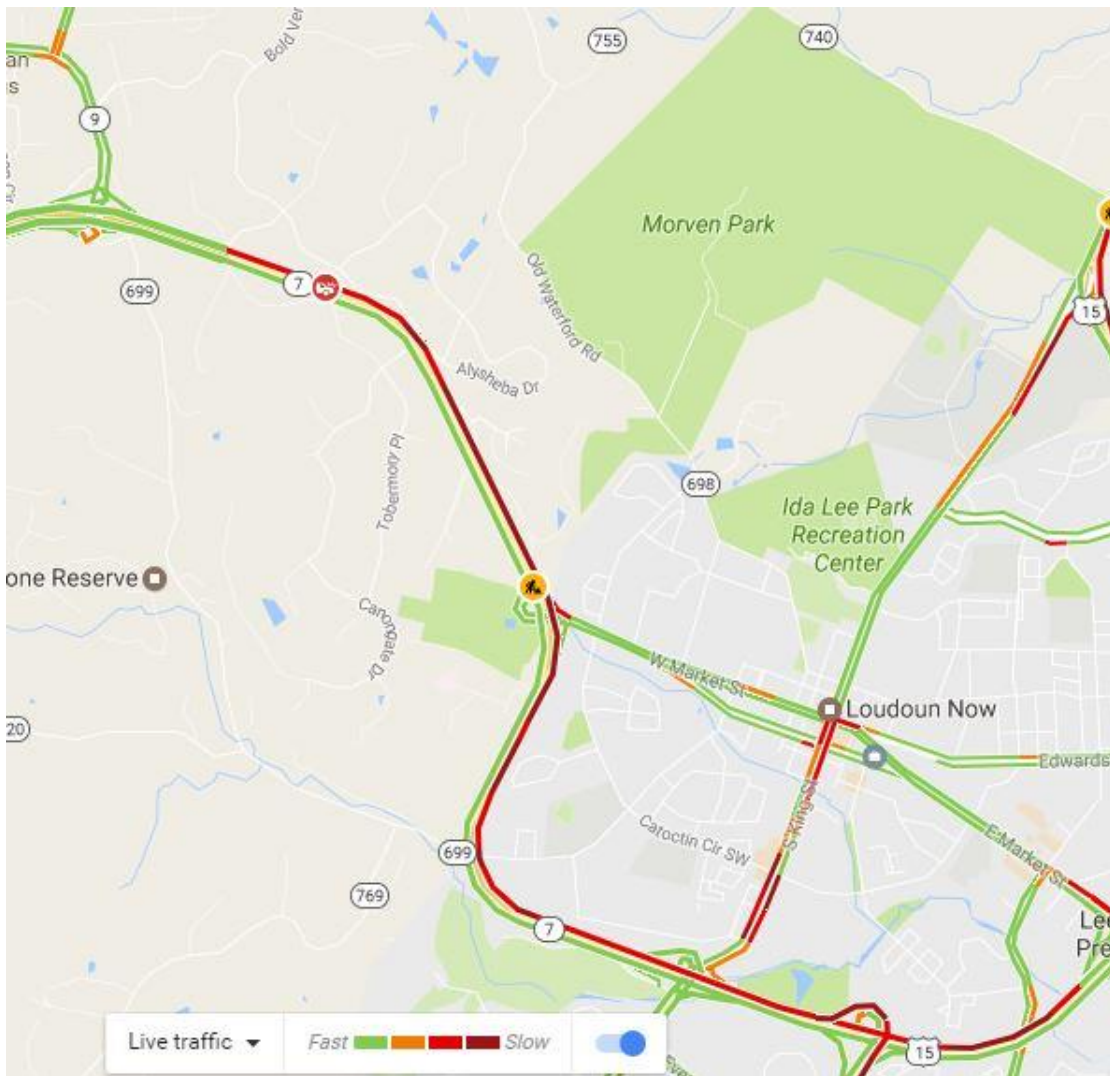 755
740
Bold Ver
an
s
9
Morven Park
699
7
Old Waterford Rd
15
Alysheba Dr
Tobermory Pl
698
Ida Lee Park
Recreation
Center
one Reserve
Canongate Dr
W Market St
Loudoun Now
20
Edwards
S King St
Catoctin Cir SW
E Market St
699
769
7
Lee
Pre
15
Live traffic
Fast
Slow